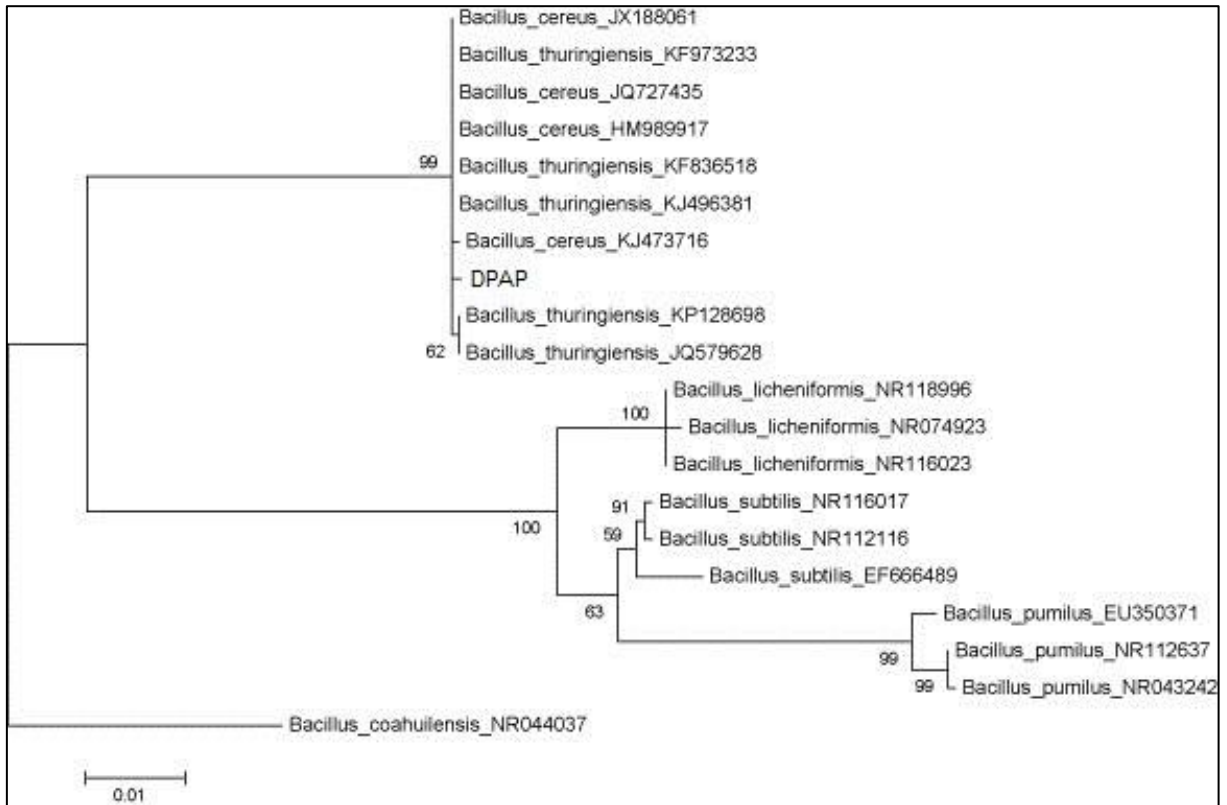 Bacillus_cereus_JX188061
Bacillus_thuringiensis_KF973233
Bacillus_cereus_JQ727435
Bacillus_cereus_HM989917
99
Bacillus_thuringiensis_KF836518
Bacillus_thuringiensis_KJ496381
Bacillus_cereus_KJ473716
DPAP
Bacillus_thuringiensis_KP128698
62
Bacillus_thuringiensis_JQ579628
Bacillus_licheniformis_NR118996
100
Bacillus_licheniformis_NR074923
Bacillus_licheniformis_NR116023
91
Bacillus_subtilis_NR116017
100
59
Bacillus_subtilis_NR112116
Bacillus_subtilis_EF666489
63
Bacillus_pumilus_EU350371
99
Bacillus_pumilus_NR112637
99
Bacillus_pumilus_NR043242
Bacillus_coahuilensis_NR044037
0.01